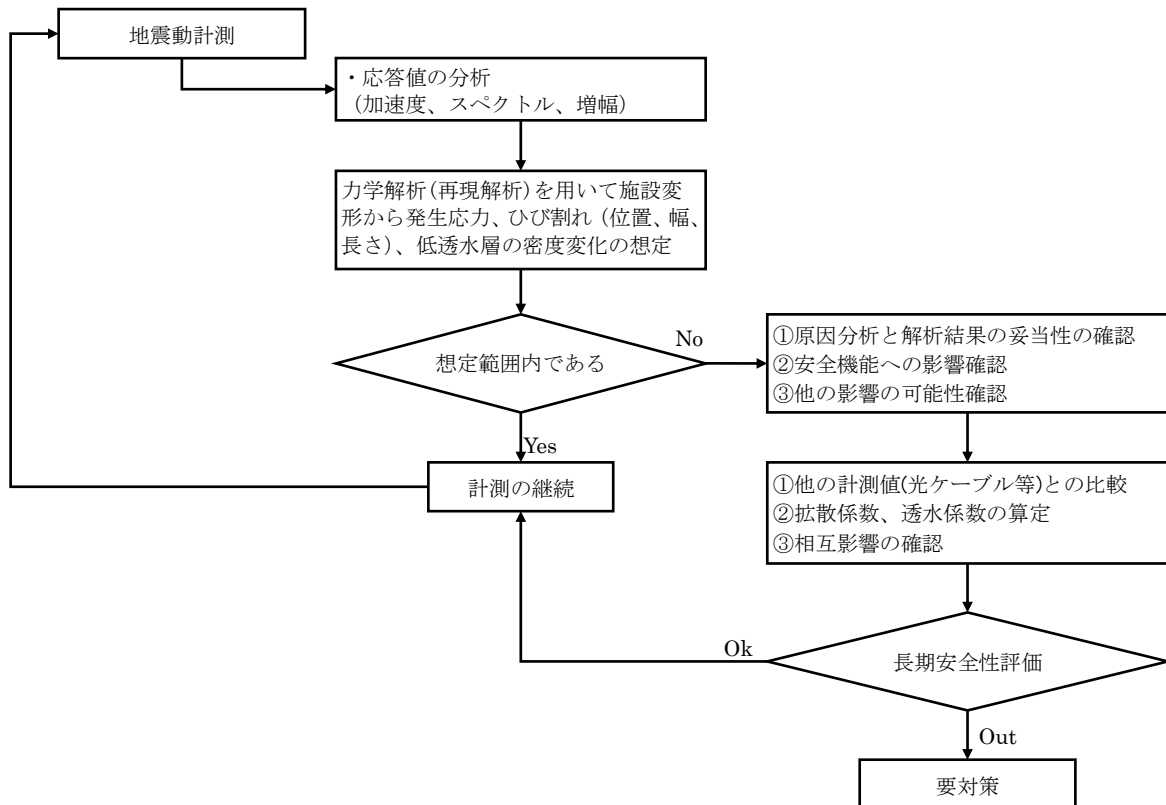 地震動計測
・応答値の分析
（加速度、スペクトル、増幅）
力学解析(再現解析)を用いて施設変
形から発生応力、ひび割れ（位置、幅、
長さ）、低透水層の密度変化の想定
想定範囲内である
No
①原因分析と解析結果の妥当性の確認
②安全機能への影響確認
③他の影響の可能性確認
Yes
計測の継続
①他の計測値(光ケーブル等)との比較
②拡散係数、透水係数の算定
③相互影響の確認
Ok
長期安全性評価
Out
要対策